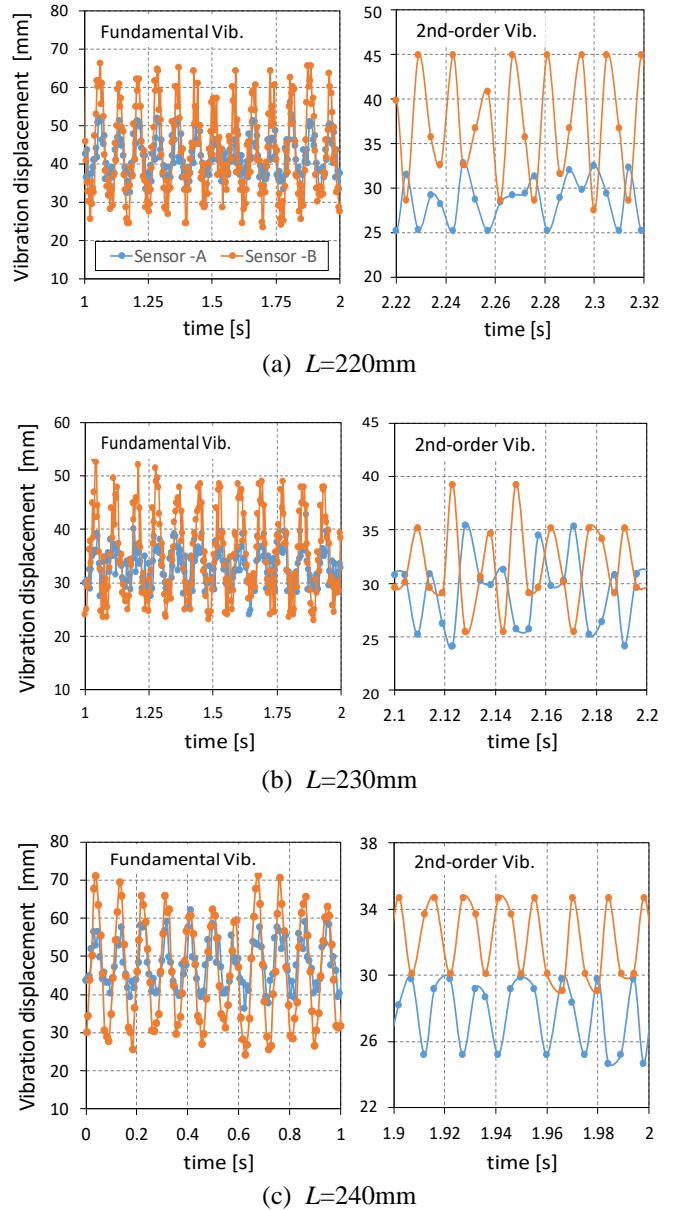 Vibration displacement [mm]
80
70
60
50
40
30
20
10
Fundamental Vib.
Sensor -A Sensor -B
1 1.25 1.5 1.75 2
time [s]
50
45
40
35
30
25
20
2nd-order Vib.
2.22 2.24 2.26 2.28 2.3 2.32
time [s]
(a) L=220mm
Vibration displacement [mm]
60
50
40
30
20
10
Fundamental Vib.
1 1.25 1.5 1.75 2
time [s]
45
40
35
30
25
20
2nd-order Vib.
2.1 2.12 2.14 2.16 2.18 2.2
time [s]
(b) L=230mm
Vibration displacement [mm]
80
70
60
50
40
30
20
10
Fundamental Vib.
0 0.2 0.4 0.6 0.8 1
time [s]
38
34
30
26
22
2nd-order Vib.
1.9 1.92 1.94 1.96 1.98 2
time [s]
(c) L=240mm